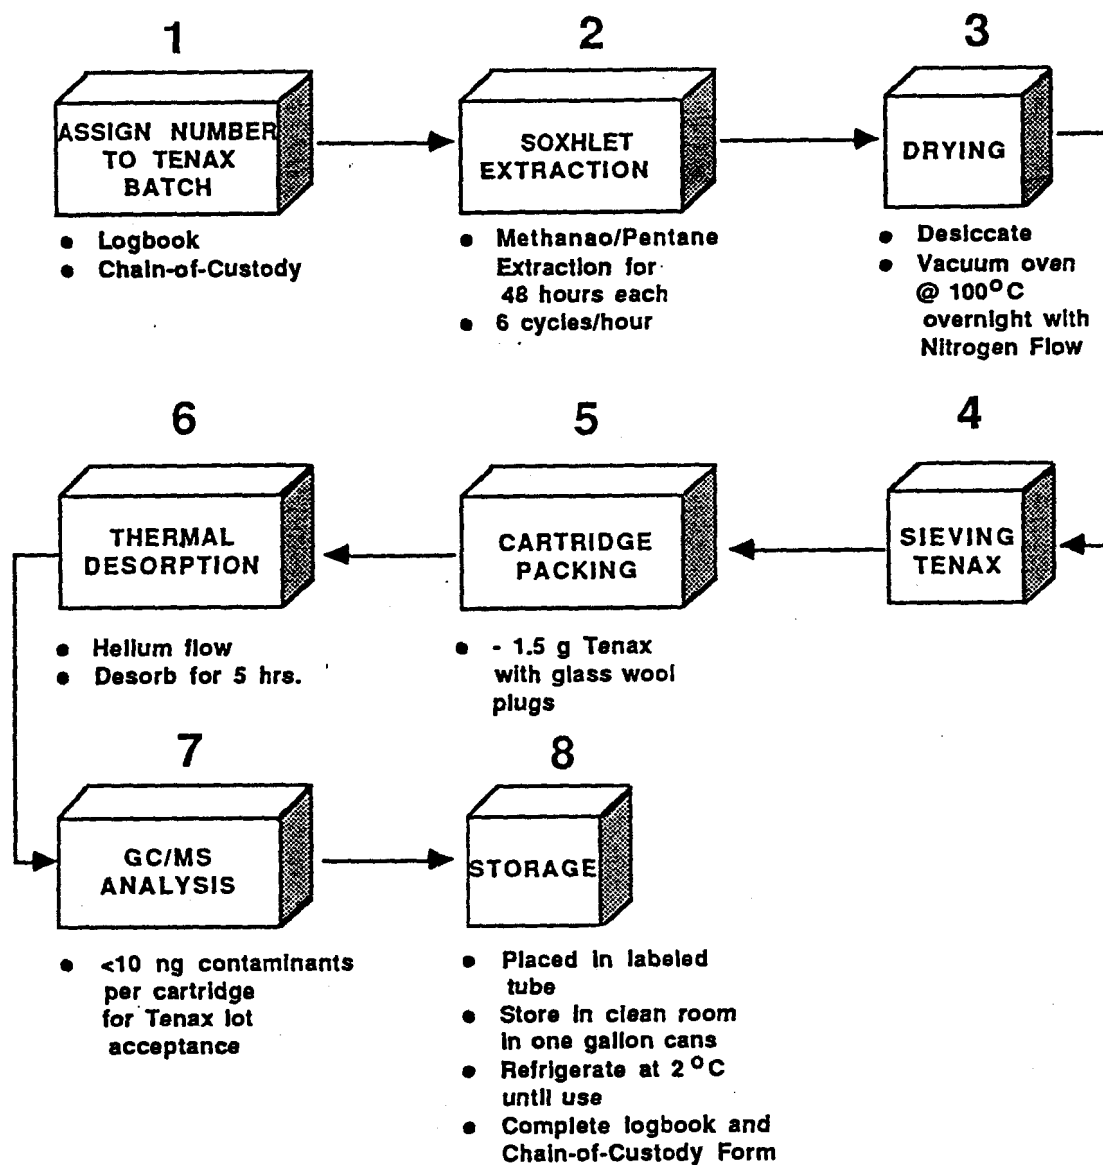 1
ASSIGN NUMBER
TO TENAX
BATCH
• Logbook
• Chain-of-Custody
2
SOXHLET
EXTRACTION
• Methanao/Pentane
Extraction for
48 hours each
• 6 cycles/hour
3
DRYING
• Desiccate
• Vacuum oven
@ 100°C
overnight with
Nitrogen Flow
4
SIEVING
TENAX
5
CARTRIDGE
PACKING
• - 1.5 g Tenax
with glass wool
plugs
6
THERMAL
DESORPTION
• Helium flow
• Desorb for 5 hrs.
7
GC/MS
ANALYSIS
• <10 ng contaminants
per cartridge
for Tenax lot
acceptance
8
STORAGE
• Placed in labeled
tube
• Store in clean room
in one gallon cans
• Refrigerate at 2°C
until use
• Complete logbook and
Chain-of-Custody Form